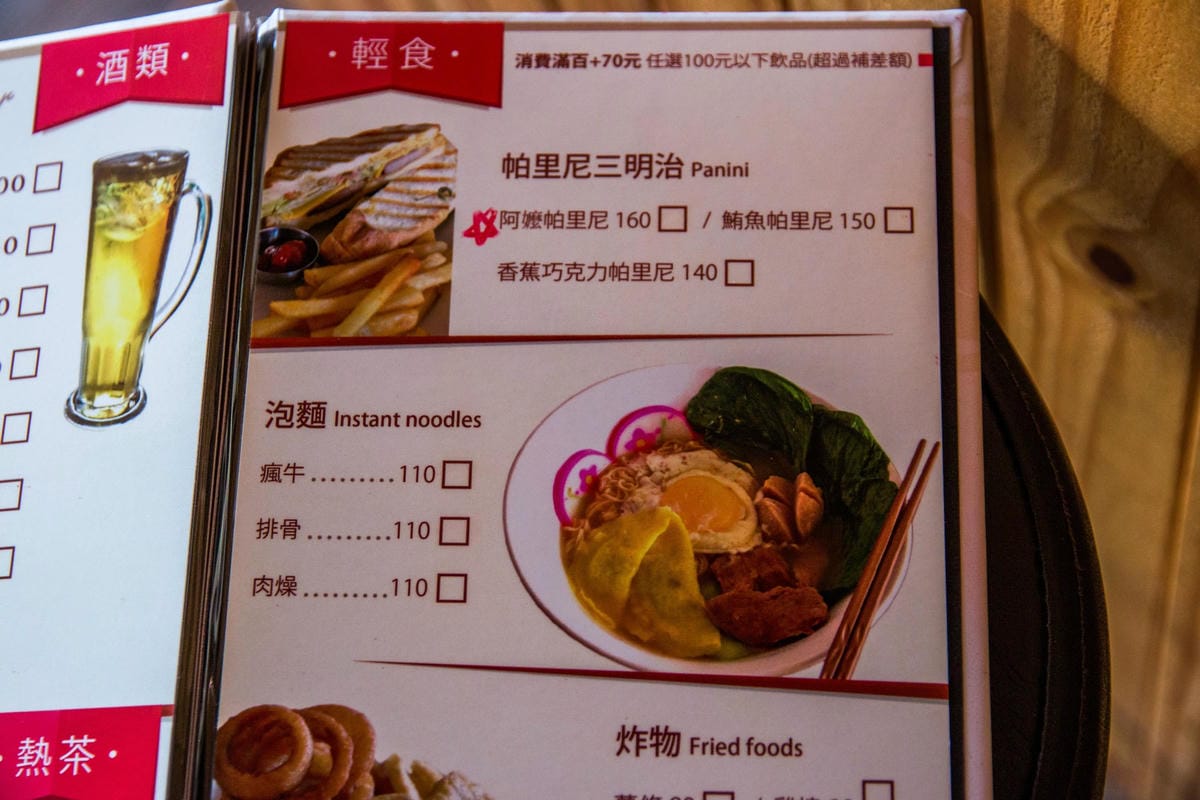 · 酒類 ·
· 熱茶 ·
· 輕食 ·
消費滿百+70元 任選100元以下飲品(超過補差額)
帕里尼三明治 Panini
阿嬤帕里尼 160 / 鮪魚帕里尼 150
香蕉巧克力帕里尼 140
泡麵 Instant noodles
瘋牛.........110
排骨.........110
肉燥.........110
炸物 Fried foods